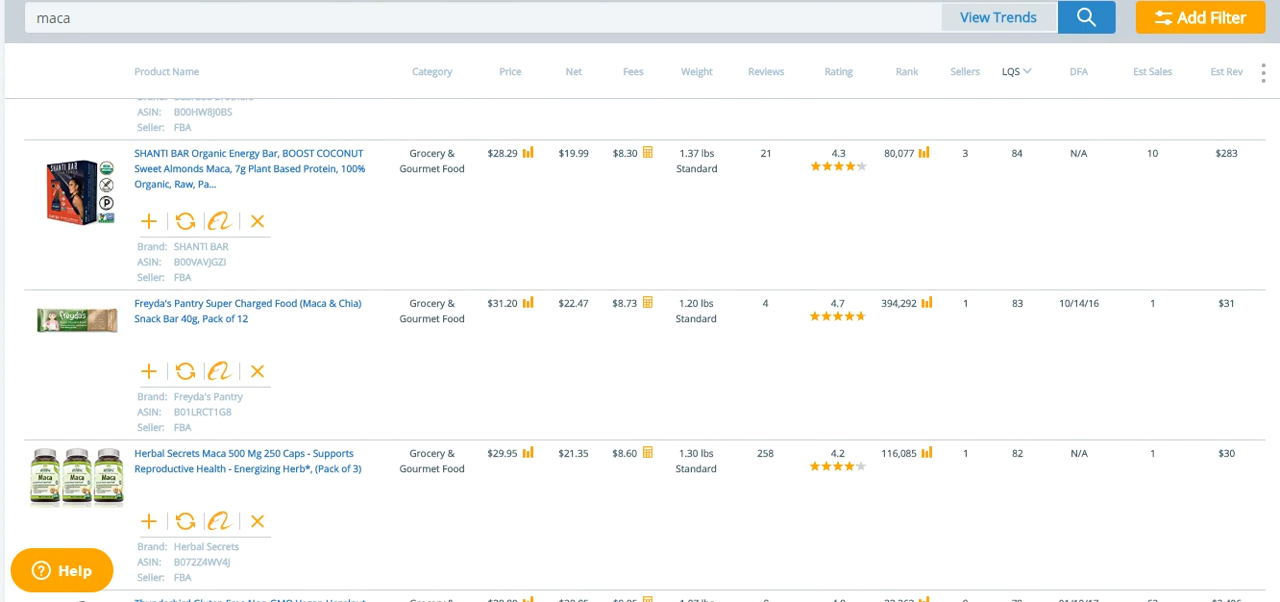 maca
View Trends
Add Filter
Product Name Category Price Net Fees Weight Reviews Rating Rank Sellers LQS DFA Est Sales Est Rev
ASIN: B00HW8J0BS
Seller: FBA
SHANTI BAR Organic Energy Bar, BOOST COCONUT Grocery & $28.29 $19.99 $8.30 1.37 lbs 21 4.3 80,077 3 84 N/A 10 $283
Sweet Almonds Maca, 7g Plant Based Protein, 100% Gourmet Food Standard
Organic, Raw, Pa...
Brand: SHANTI BAR
ASIN: B00VAVJGZI
Seller: FBA
Freyda's Pantry Super Charged Food (Maca & Chia) Grocery & $31.20 $22.47 $8.73 1.20 lbs 4 4.7 394,292 1 83 10/14/16 1 $31
Snack Bar 40g, Pack of 12 Gourmet Food Standard
Brand: Freyda's Pantry
ASIN: B01LRCT1G8
Seller: FBA
Herbal Secrets Maca 500 Mg 250 Caps - Supports Grocery & $29.95 $21.35 $8.60 1.30 lbs 258 4.2 116,085 1 82 N/A 1 $30
Reproductive Health - Energizing Herb*, (Pack of 3) Gourmet Food Standard
Maca Maca Maca
Brand: Herbal Secrets
ASIN: B072Z4WV4J
Seller: FBA
Help